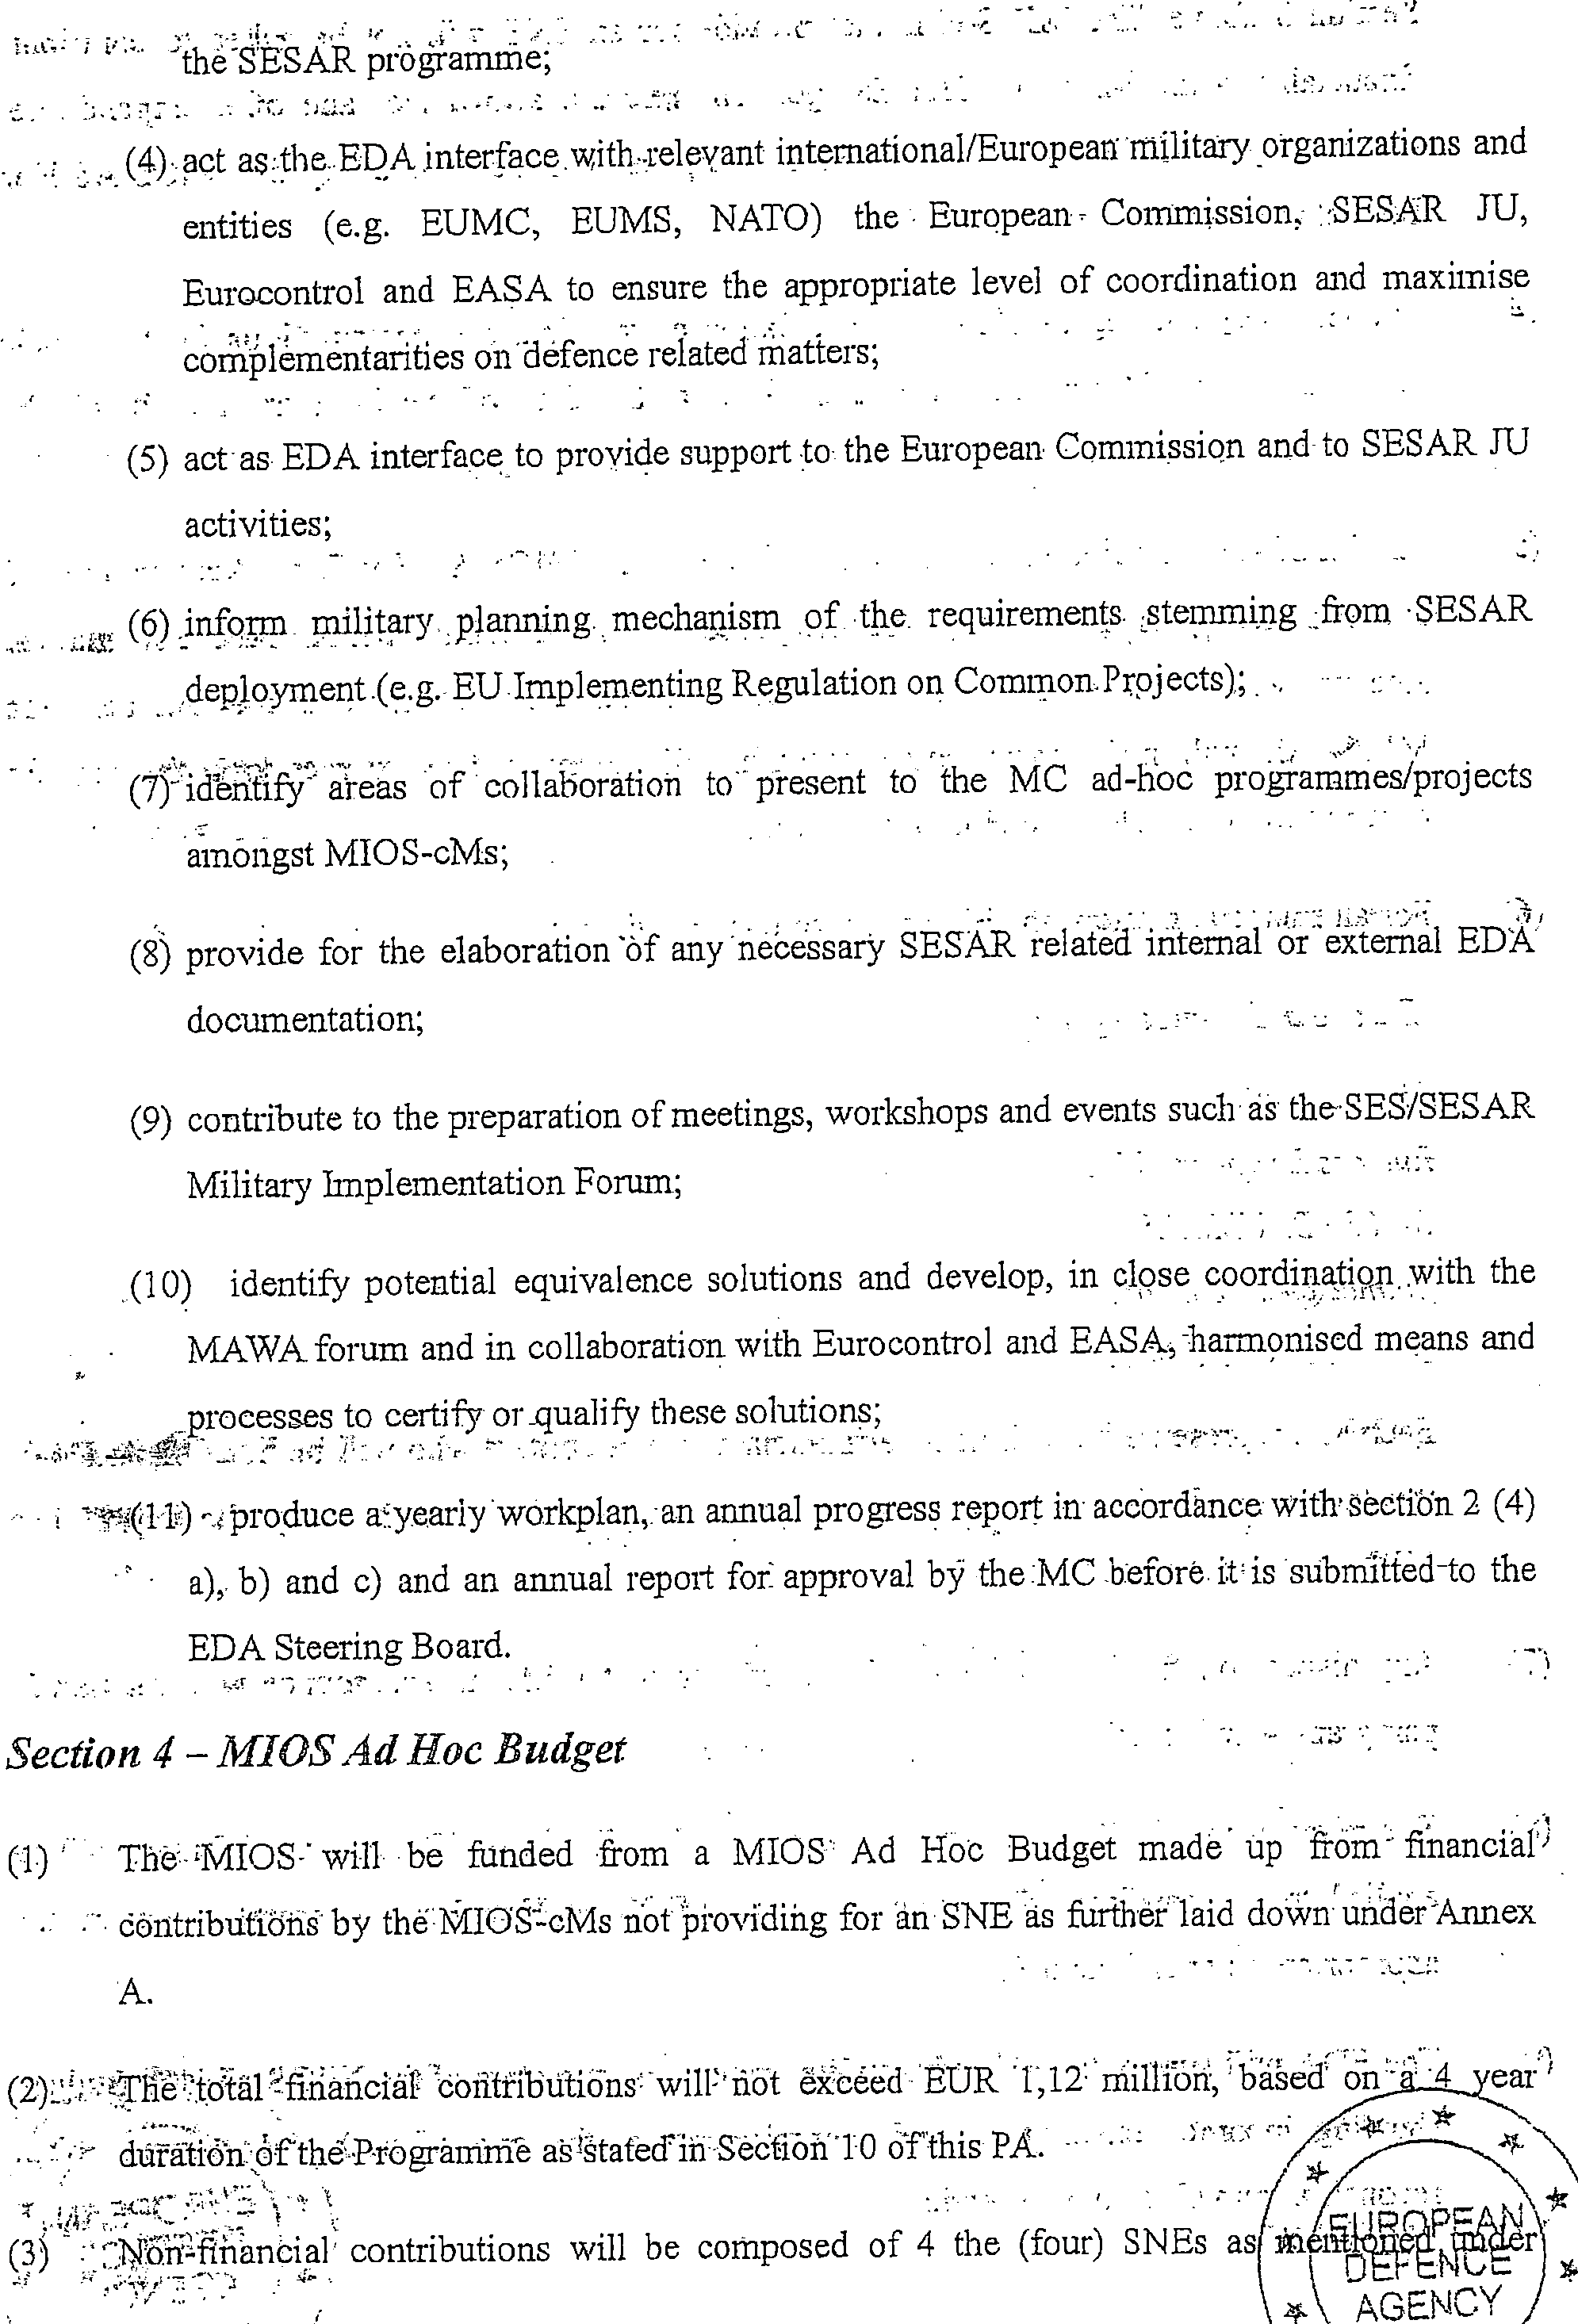 the SESAR programme;
(4) act as the EDA interface with relevant international/European military organizations and
entities (e.g. EUMC, EUMS, NATO) the European Commission, SESAR JU,
Eurocontrol and EASA to ensure the appropriate level of coordination and maximise
complementarities on defence related matters;
(5) act as EDA interface to provide support to the European Commission and to SESAR JU
activities;
(6) inform military planning mechanism of the requirements stemming from SESAR
deployment (e.g. EU Implementing Regulation on Common Projects);
(7) identify areas of collaboration to present to the MC ad-hoc programmes/projects
amongst MIOS-cMs;
(8) provide for the elaboration of any necessary SESAR related internal or external EDA
documentation;
(9) contribute to the preparation of meetings, workshops and events such as the SES/SESAR
Military Implementation Forum;
(10) identify potential equivalence solutions and develop, in close coordination with the
MAWA forum and in collaboration with Eurocontrol and EASA, harmonised means and
processes to certify or qualify these solutions;
(11) produce a yearly workplan, an annual progress report in accordance with section 2 (4)
a), b) and c) and an annual report for approval by the MC before it is submitted to the
EDA Steering Board.
Section 4 – MIOS Ad Hoc Budget
(1) The MIOS will be funded from a MIOS Ad Hoc Budget made up from financial
contributions by the MIOS-cMs not providing for an SNE as further laid down under Annex
A.
(2) The total financial contributions will not exceed EUR 1,12 million, based on a 4 year
duration of the Programme as stated in Section 10 of this PA.
(3) Non-financial contributions will be composed of 4 the (four) SNEs as mentioned under
EUROPEAN
DEFENCE
AGENCY